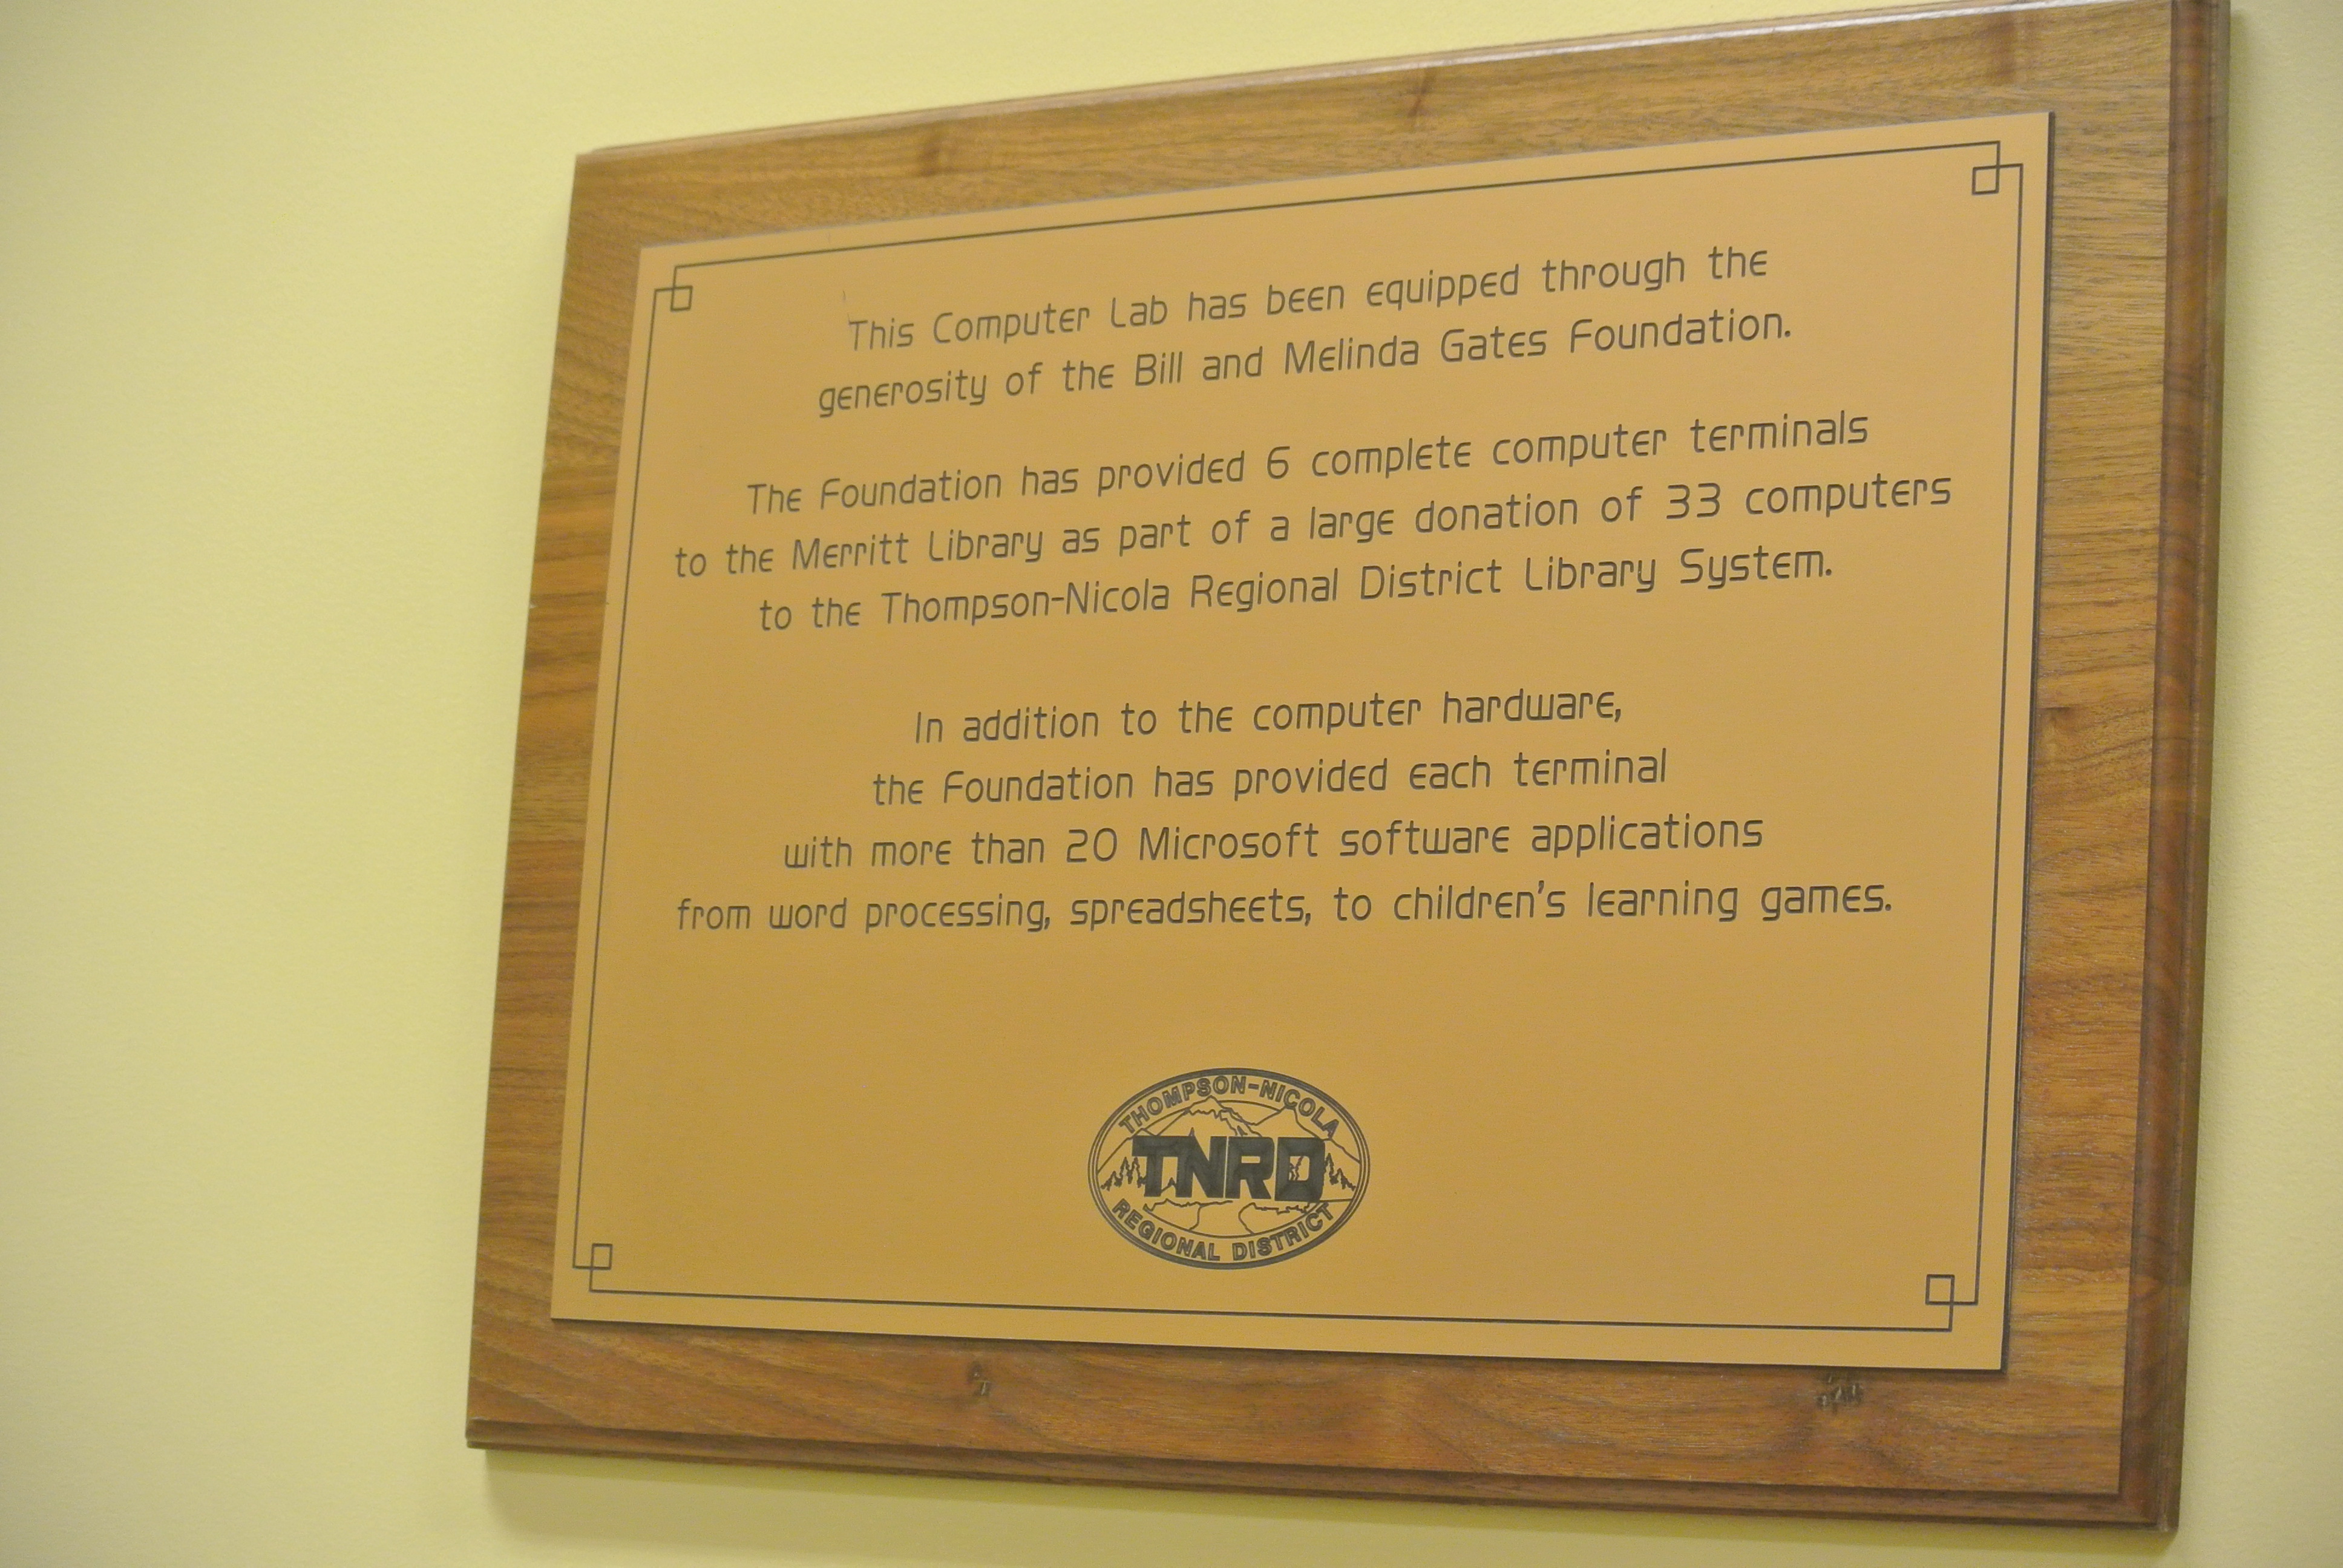 This Computer Lab has been equipped through the
generosity of the Bill and Melinda Gates Foundation.
The Foundation has provided 6 complete computer terminals
to the Merritt Library as part of a large donation of 33 computers
to the Thompson-Nicola Regional District Library System.
In addition to the computer hardware,
the Foundation has provided each terminal
with more than 20 Microsoft software applications
from word processing, spreadsheets, to children's learning games.
THOMPSON-NICOLA
TNRD
REGIONAL DISTRICT